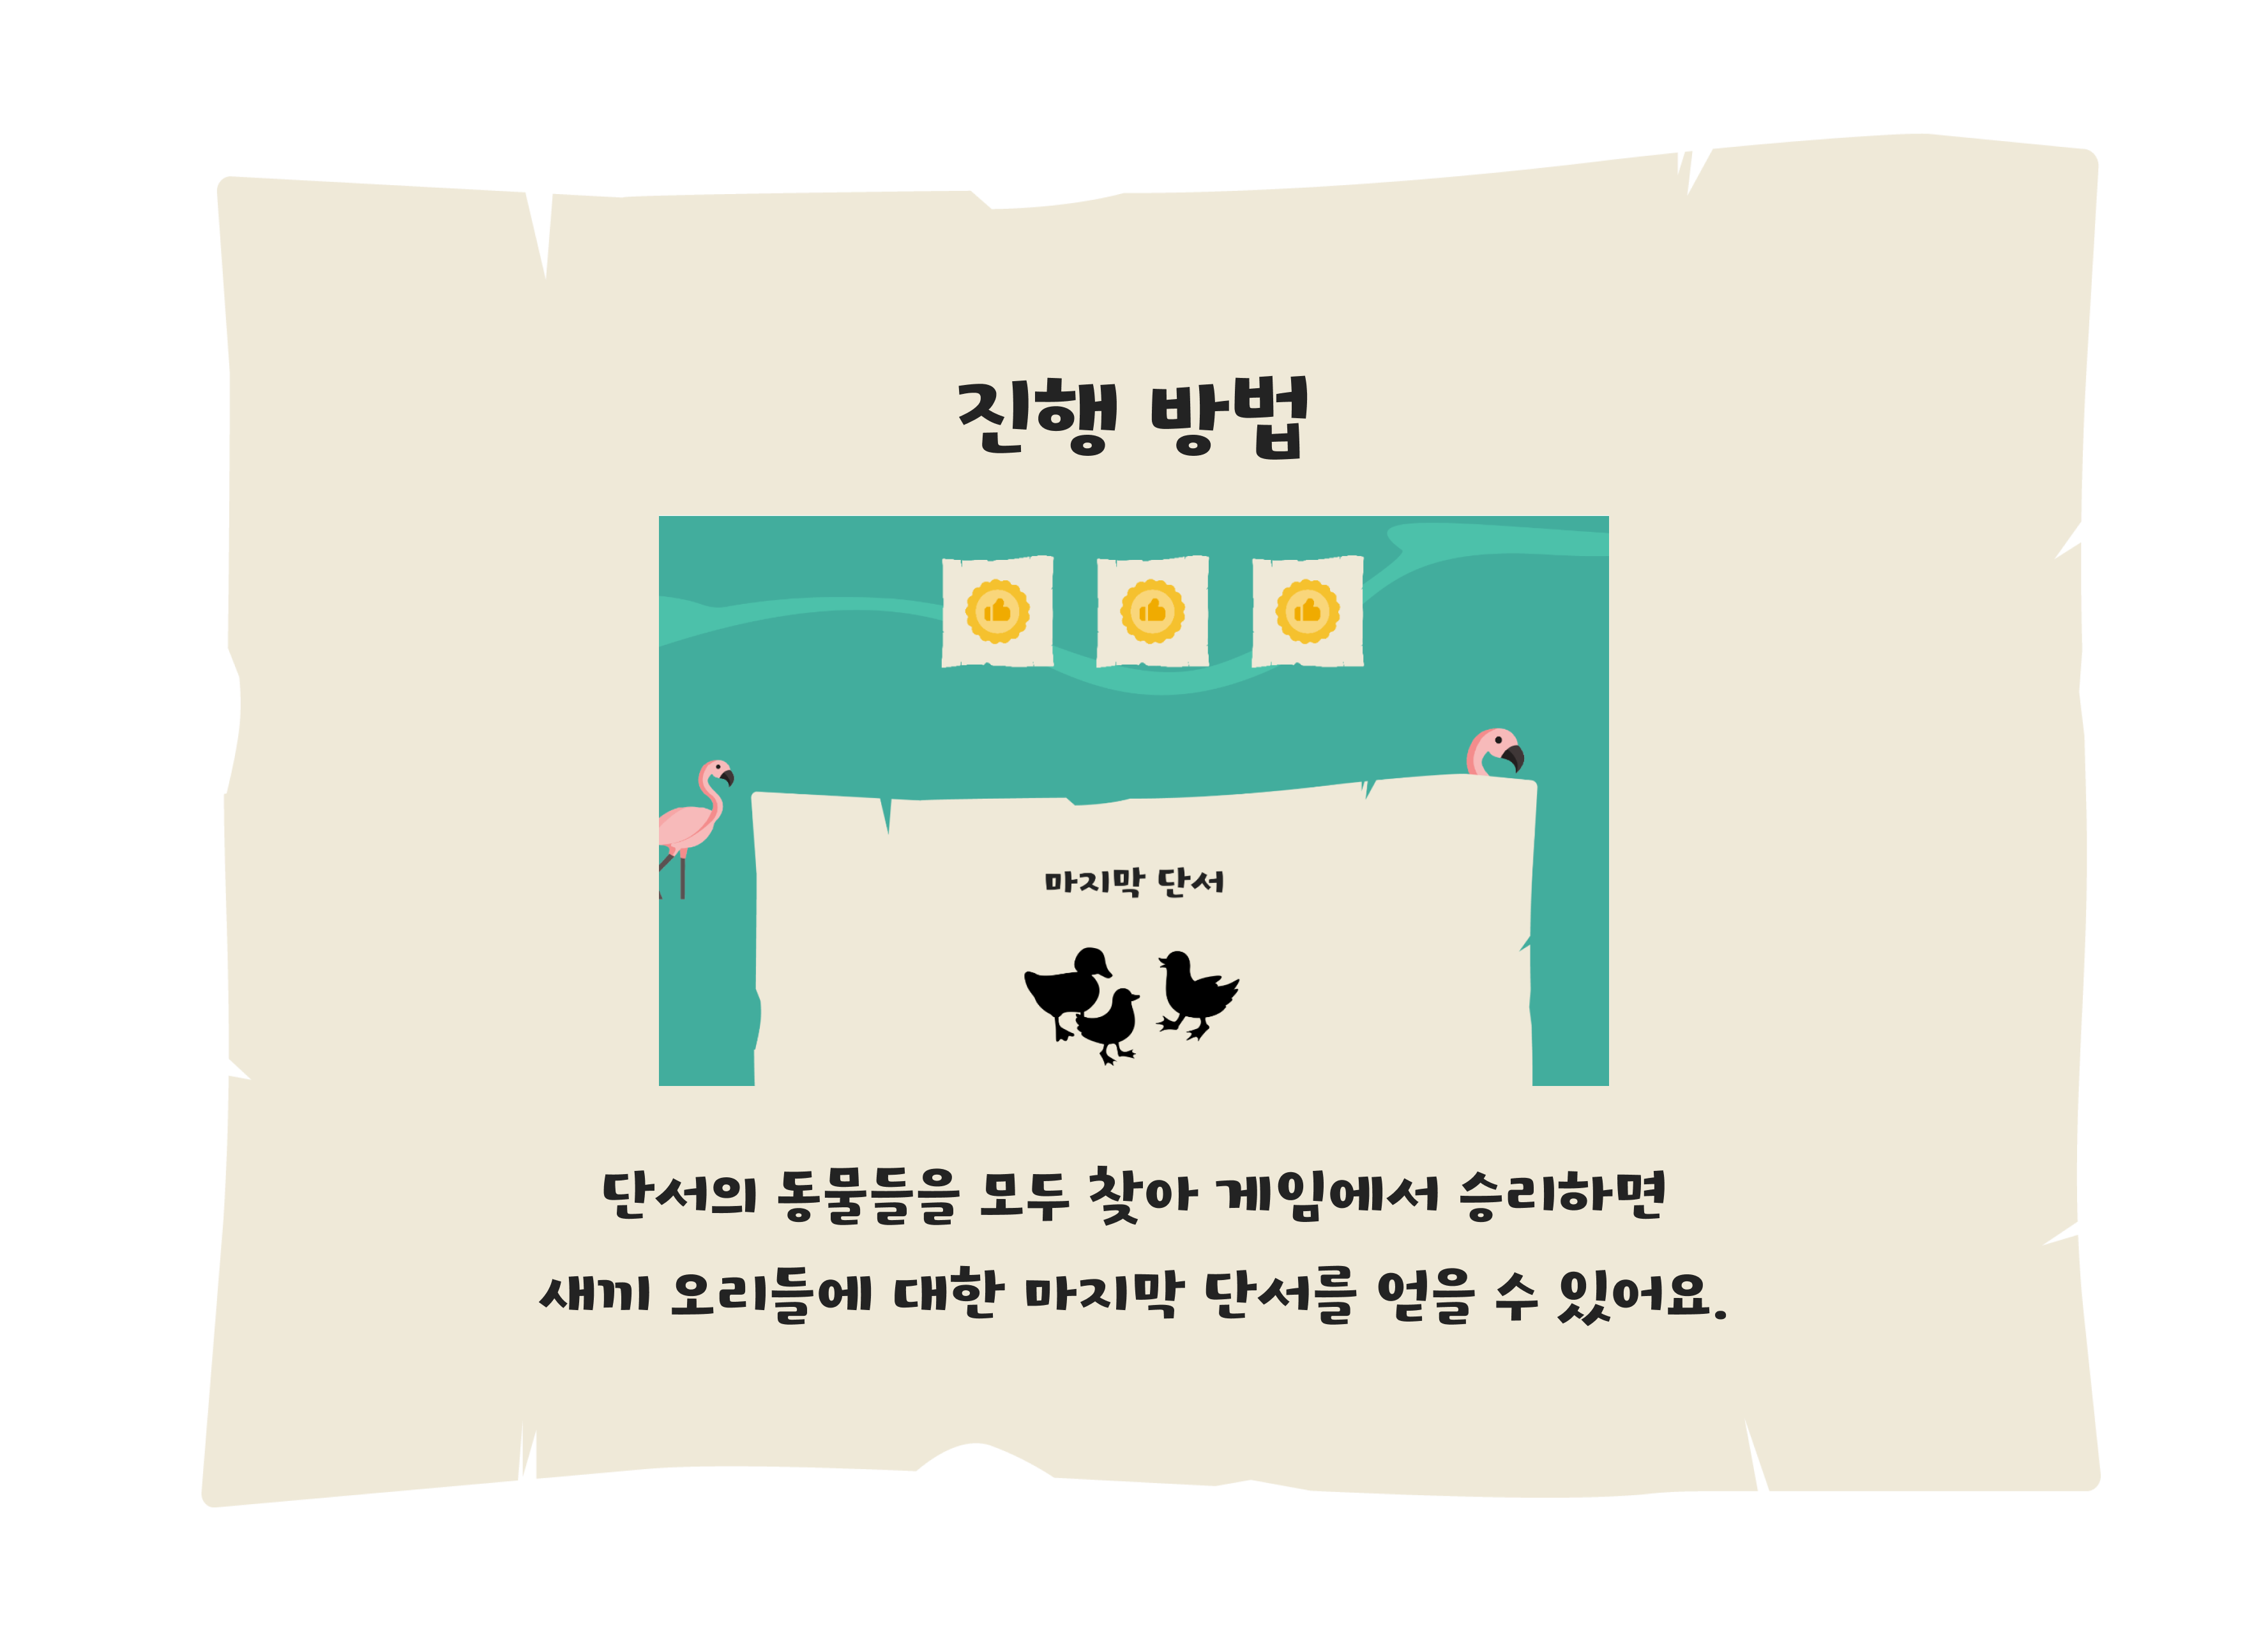 진행 방법
마지막 단서
단서의 동물들을 모두 찾아 게임에서 승리하면
새끼 오리들에 대한 마지막 단서를 얻을 수 있어요.